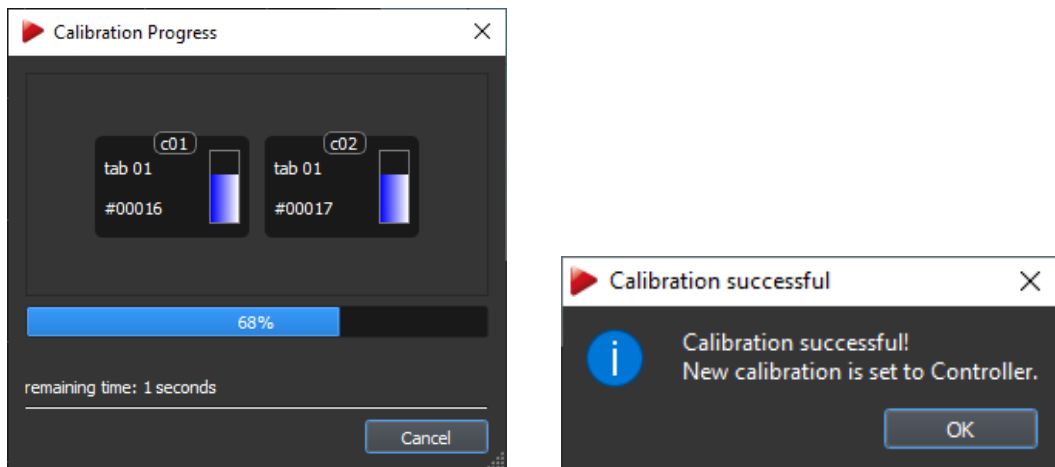 Calibration Progress
c01
tab 01
#00016
c02
tab 01
#00017
68%
remaining time: 1 seconds
Cancel
Calibration successful
Calibration successful!
New calibration is set to Controller.
OK